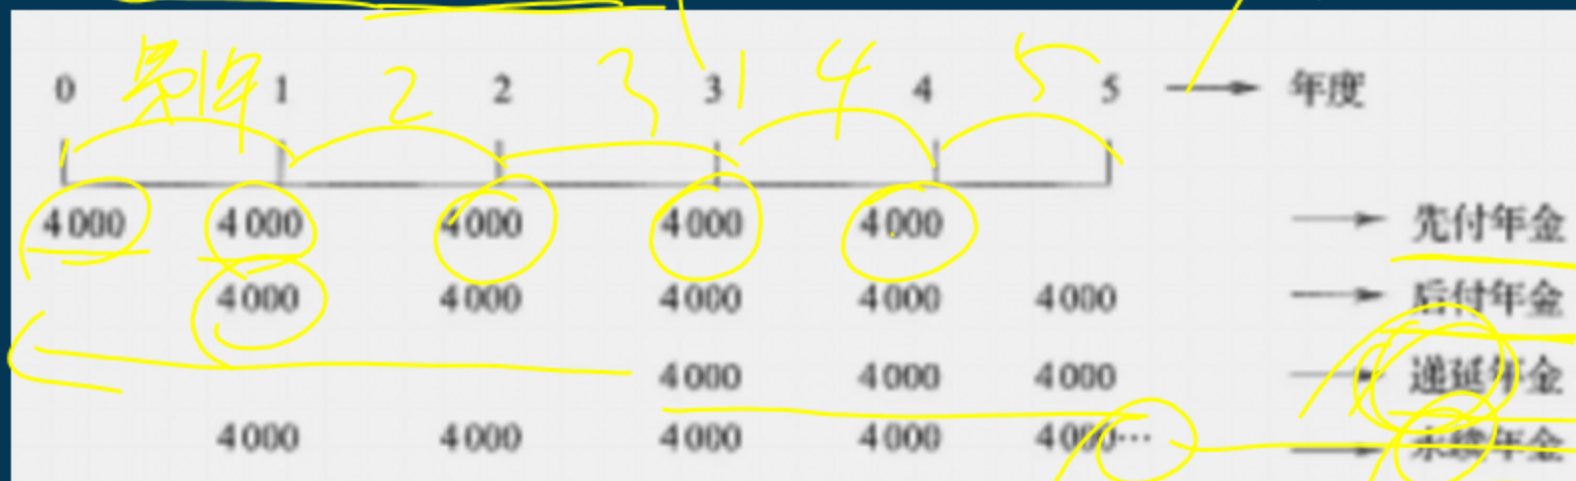 0 第1年 1 2 2 3 3 4 4 5 5 → 年度
4000 4000 4000 4000 4000 → 先付年金
4000 4000 4000 4000 4000 → 后付年金
4000 4000 4000 → 递延年金
4000 4000 4000 4000 4000… → 永续年金